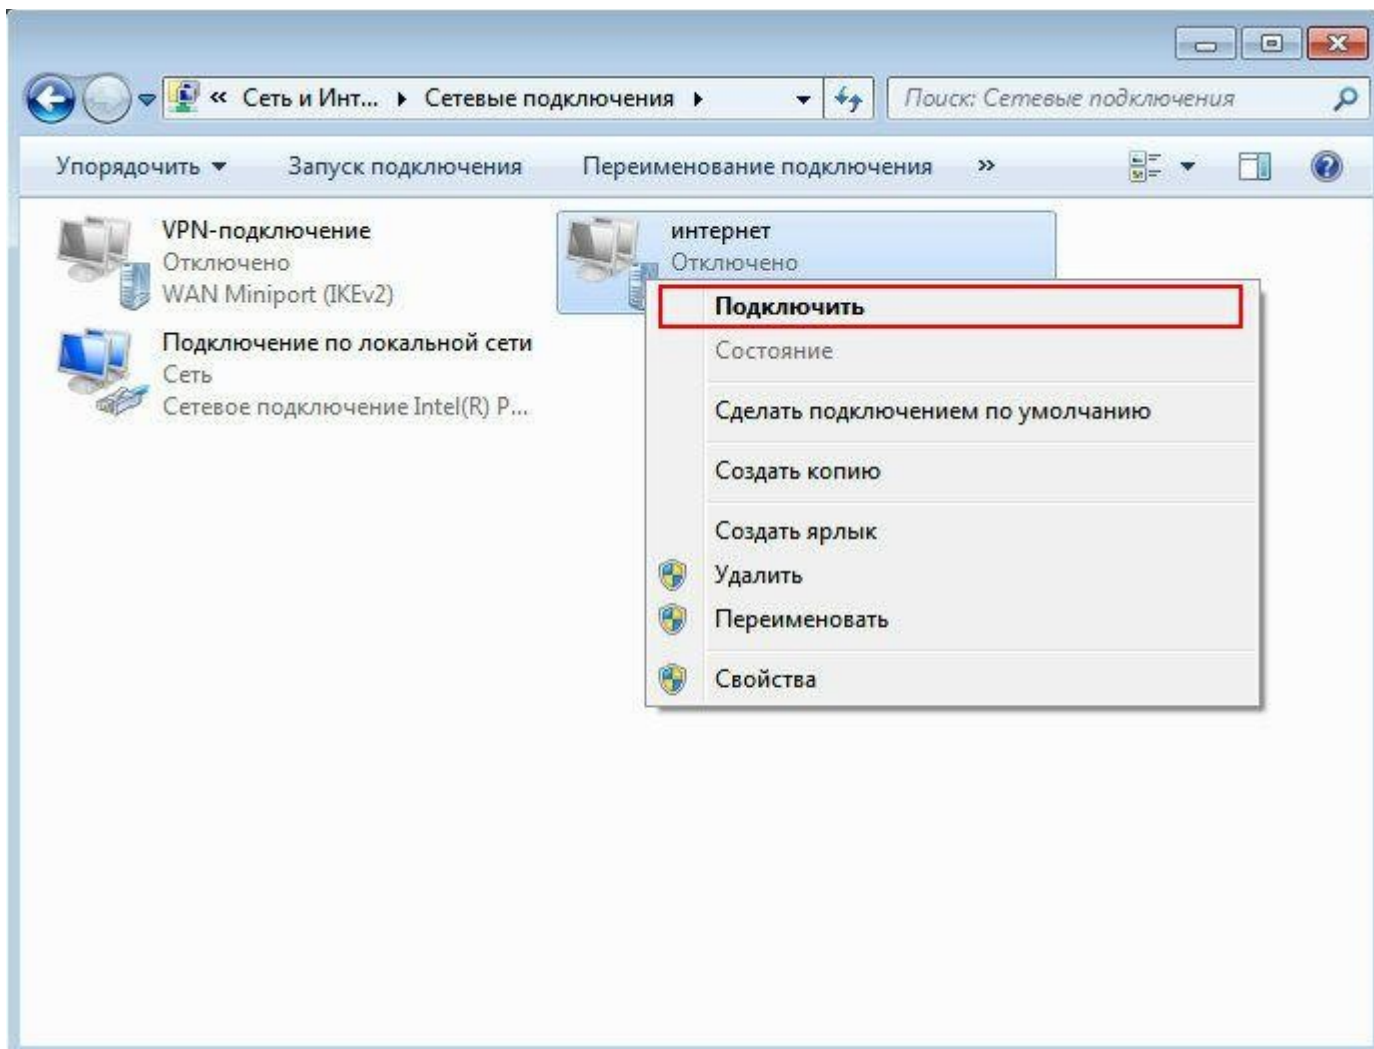 « Сеть и Инт... Сетевые подключения
Поиск: Сетевые подключения
Упорядочить Запуск подключения Переименование подключения »
VPN-подключение
Отключено
WAN Miniport (IKEv2)
интернет
Отключено
Подключение по локальной сети
Сеть
Сетевое подключение Intel(R) P...
Подключить
Состояние
Сделать подключением по умолчанию
Создать копию
Создать ярлык
Удалить
Переименовать
Свойства